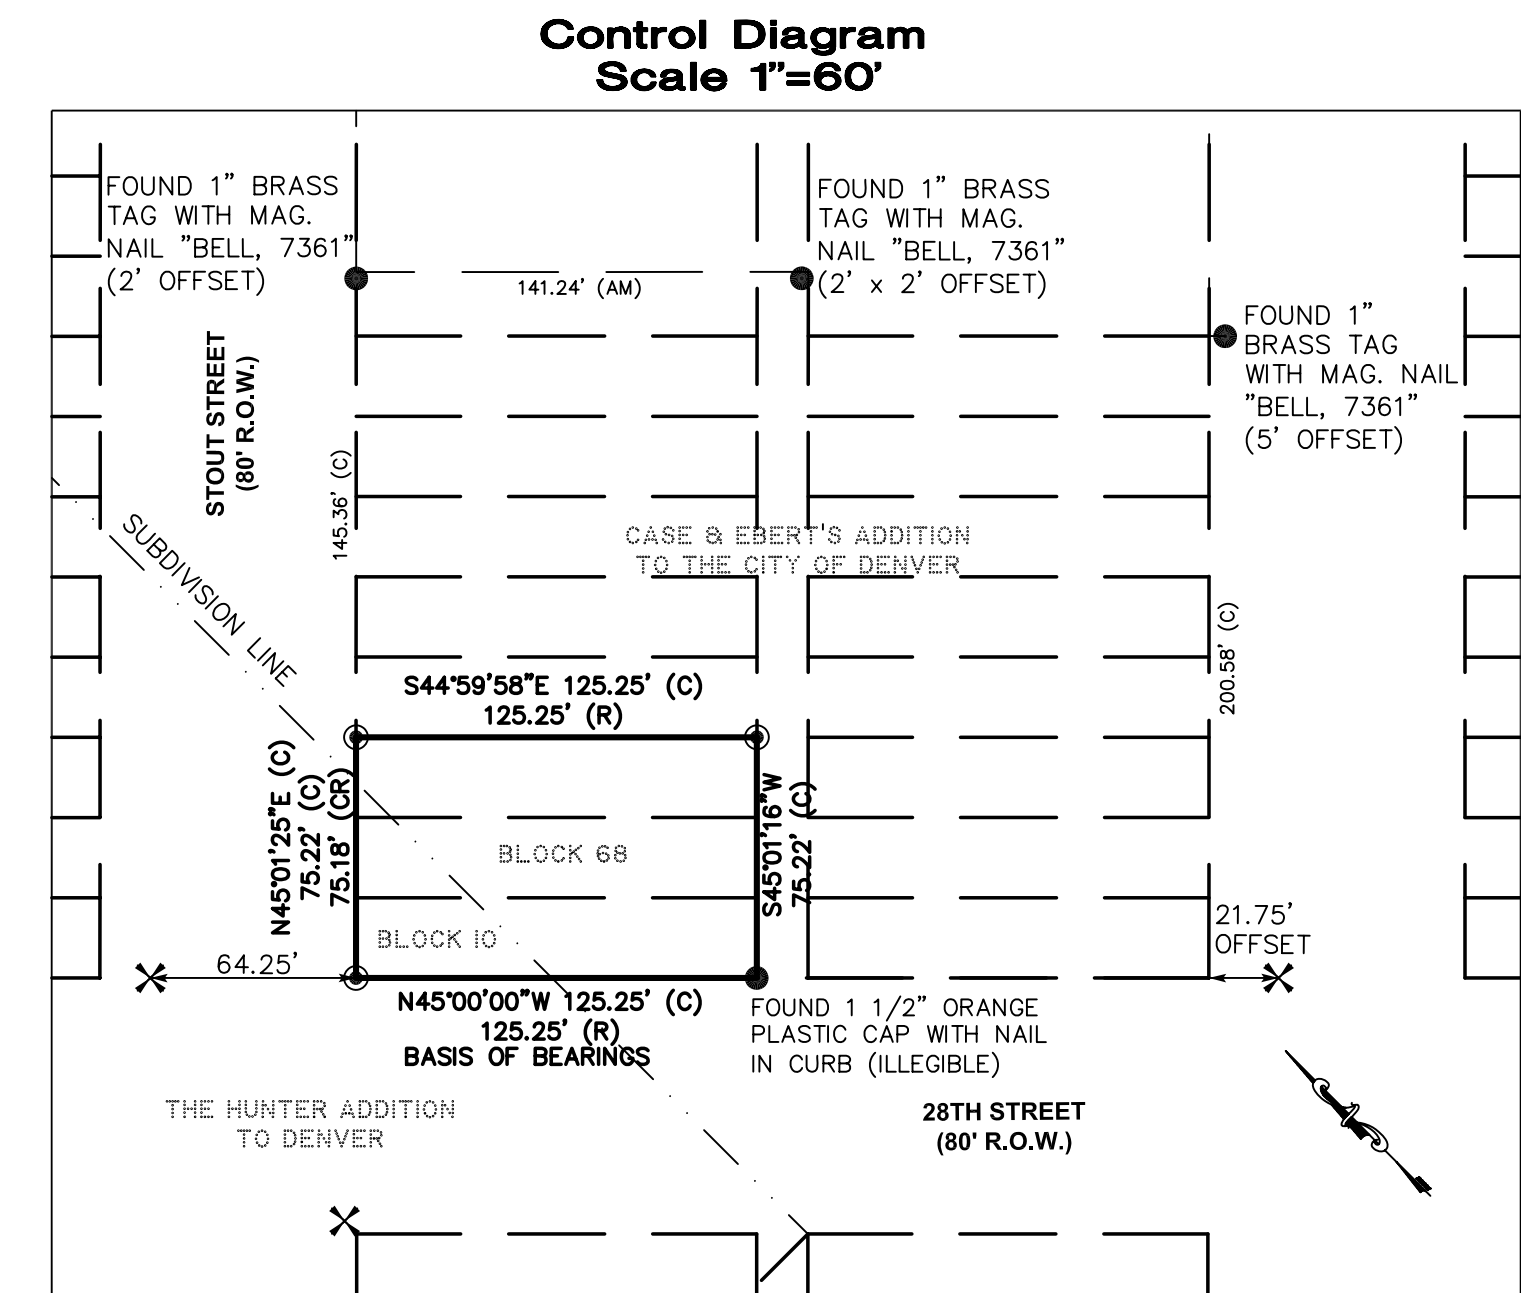 Control Diagram
Scale 1"=60'
FOUND 1" BRASS
TAG WITH MAG.
NAIL "BELL, 7361"
(2' OFFSET)
FOUND 1" BRASS
TAG WITH MAG.
NAIL "BELL, 7361"
(2' x 2' OFFSET)
141.24' (AM)
FOUND 1"
BRASS TAG
WITH MAG. NAIL
"BELL, 7361"
(5' OFFSET)
STOUT STREET
(80' R.O.W.)
145.36' (C)
CASE & EBERT'S ADDITION
TO THE CITY OF DENVER
SUBDIVISION LINE
200.58' (C)
S44°59'58"E 125.25' (C)
125.25' (R)
N45°01'25"E (C)
75.22' (C)
75.18' (CR)
S45°01'16"W
75.22' (C)
BLOCK 68
BLOCK 10
64.25'
21.75'
OFFSET
N45°00'00"W 125.25' (C)
125.25' (R)
BASIS OF BEARINGS
FOUND 1 1/2" ORANGE
PLASTIC CAP WITH NAIL
IN CURB (ILLEGIBLE)
THE HUNTER ADDITION
TO DENVER
28TH STREET
(80' R.O.W.)